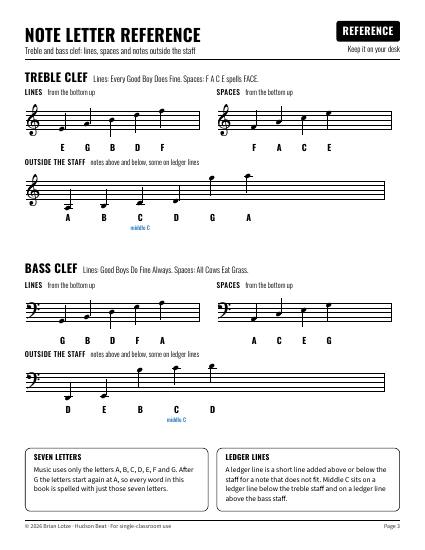 NOTE LETTER REFERENCE
REFERENCE
Treble and bass clef: lines, spaces and notes outside the staff
Keep it on your desk
TREBLE CLEF Lines: Every Good Boy Does Fine. Spaces: F A C E spells FACE.
LINES from the bottom up
SPACES from the bottom up
E G B D F
F A C E
OUTSIDE THE STAFF notes above and below, some on ledger lines
A B C D G A
middle C
BASS CLEF Lines: Good Boys Do Fine Always. Spaces: All Cows Eat Grass.
LINES from the bottom up
SPACES from the bottom up
G B D F A
A C E G
OUTSIDE THE STAFF notes above and below, some on ledger lines
D E B C D
middle C
SEVEN LETTERS
Music uses only the letters A, B, C, D, E, F and G. After
G the letters start again at A, so every word in this
book is spelled with just those seven letters.
LEDGER LINES
A ledger line is a short line added above or below the
staff for a note that does not fit. Middle C sits on a
ledger line below the treble staff and on a ledger line
above the bass staff.
© 2026 Brian Lotze · Hudson Beat · For single-classroom use
Page 3